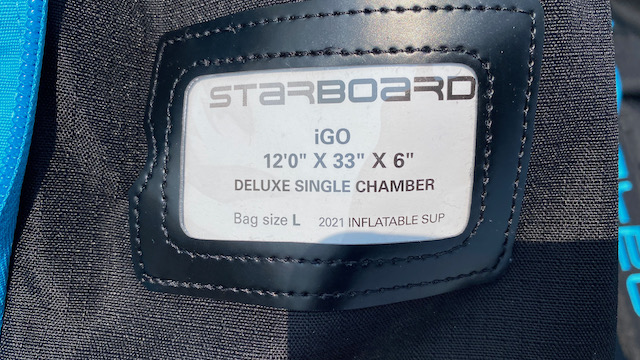 STARBOARD
iGO
12'0" X 33" X 6"
DELUXE SINGLE CHAMBER
Bag size L 2021 INFLATABLE SUP